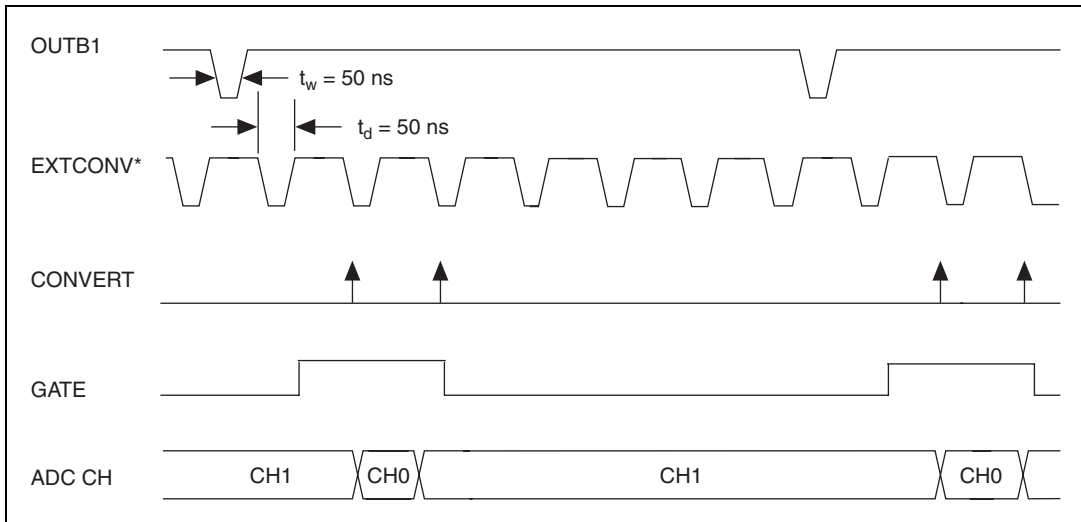 OUTB1
t_w = 50 ns
t_d = 50 ns
EXTCONV*
CONVERT
GATE
ADC CH
CH1
CH0
CH1
CH0